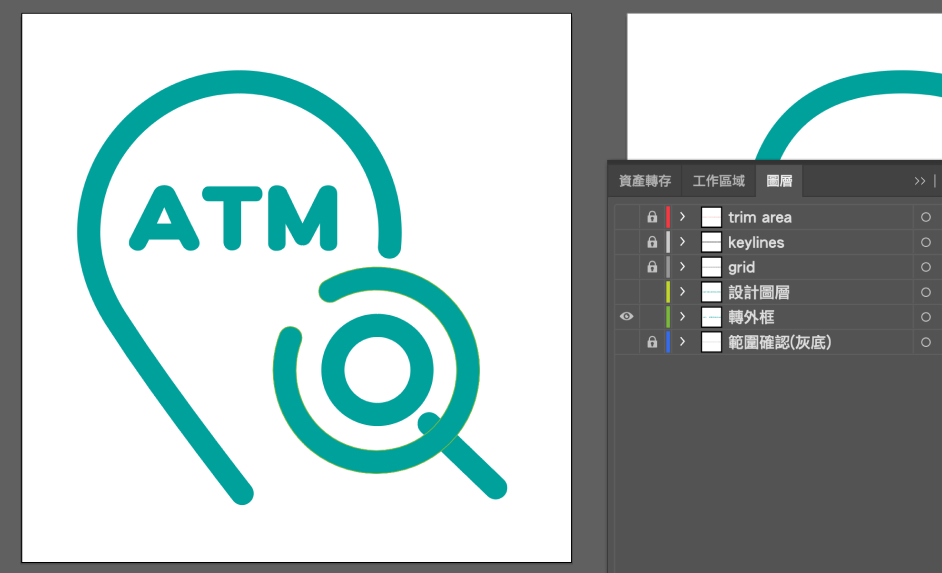 ATM
資產轉存 工作區域 圖層 >> |
trim area
keylines
grid
設計圖層
轉外框
範圍確認(灰底)